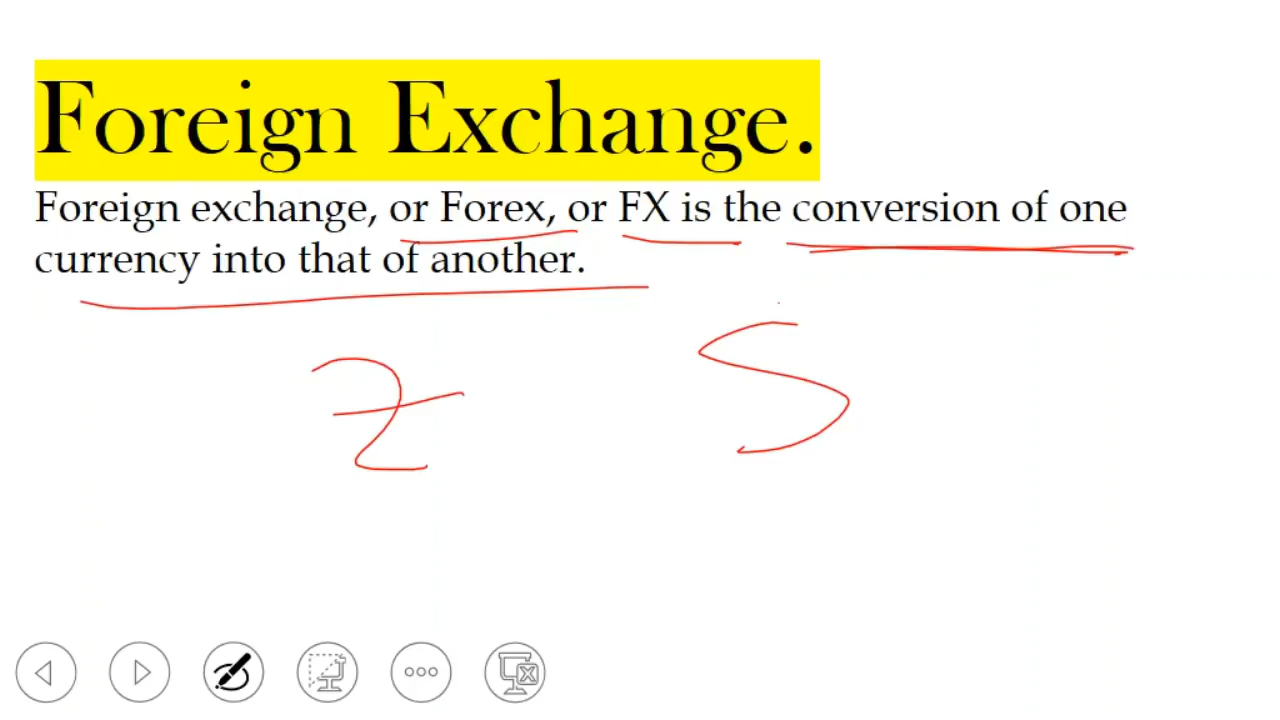 Foreign Exchange.
Foreign exchange, or Forex, or FX is the conversion of one
currency into that of another.